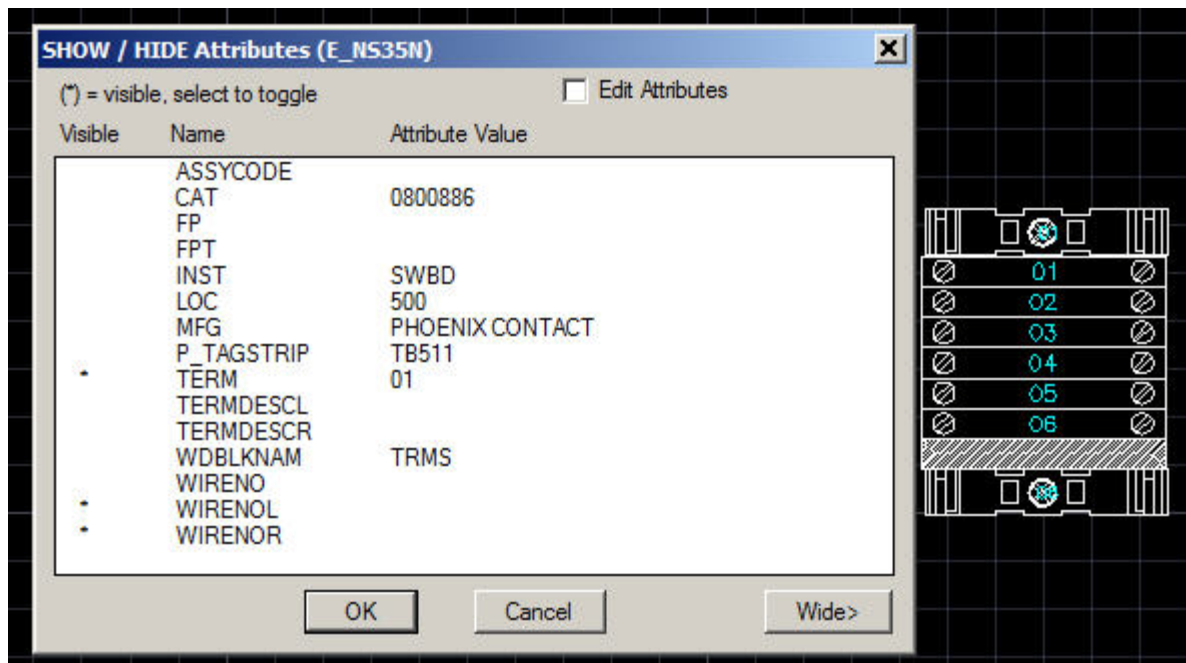 SHOW / HIDE Attributes (E_NS35N)
(*) = visible, select to toggle Edit Attributes
Visible Name Attribute Value
ASSYCODE
CAT 0800886
FP
FPT
INST SWBD
LOC 500
MFG PHOENIX CONTACT
P_TAGSTRIP TB511
* TERM 01
TERMDESCL
TERMDESCR
WDBLKNAM TRMS
WIRENO
* WIRENOL
* WIRENOR
OK Cancel Wide>
01
02
03
04
05
06